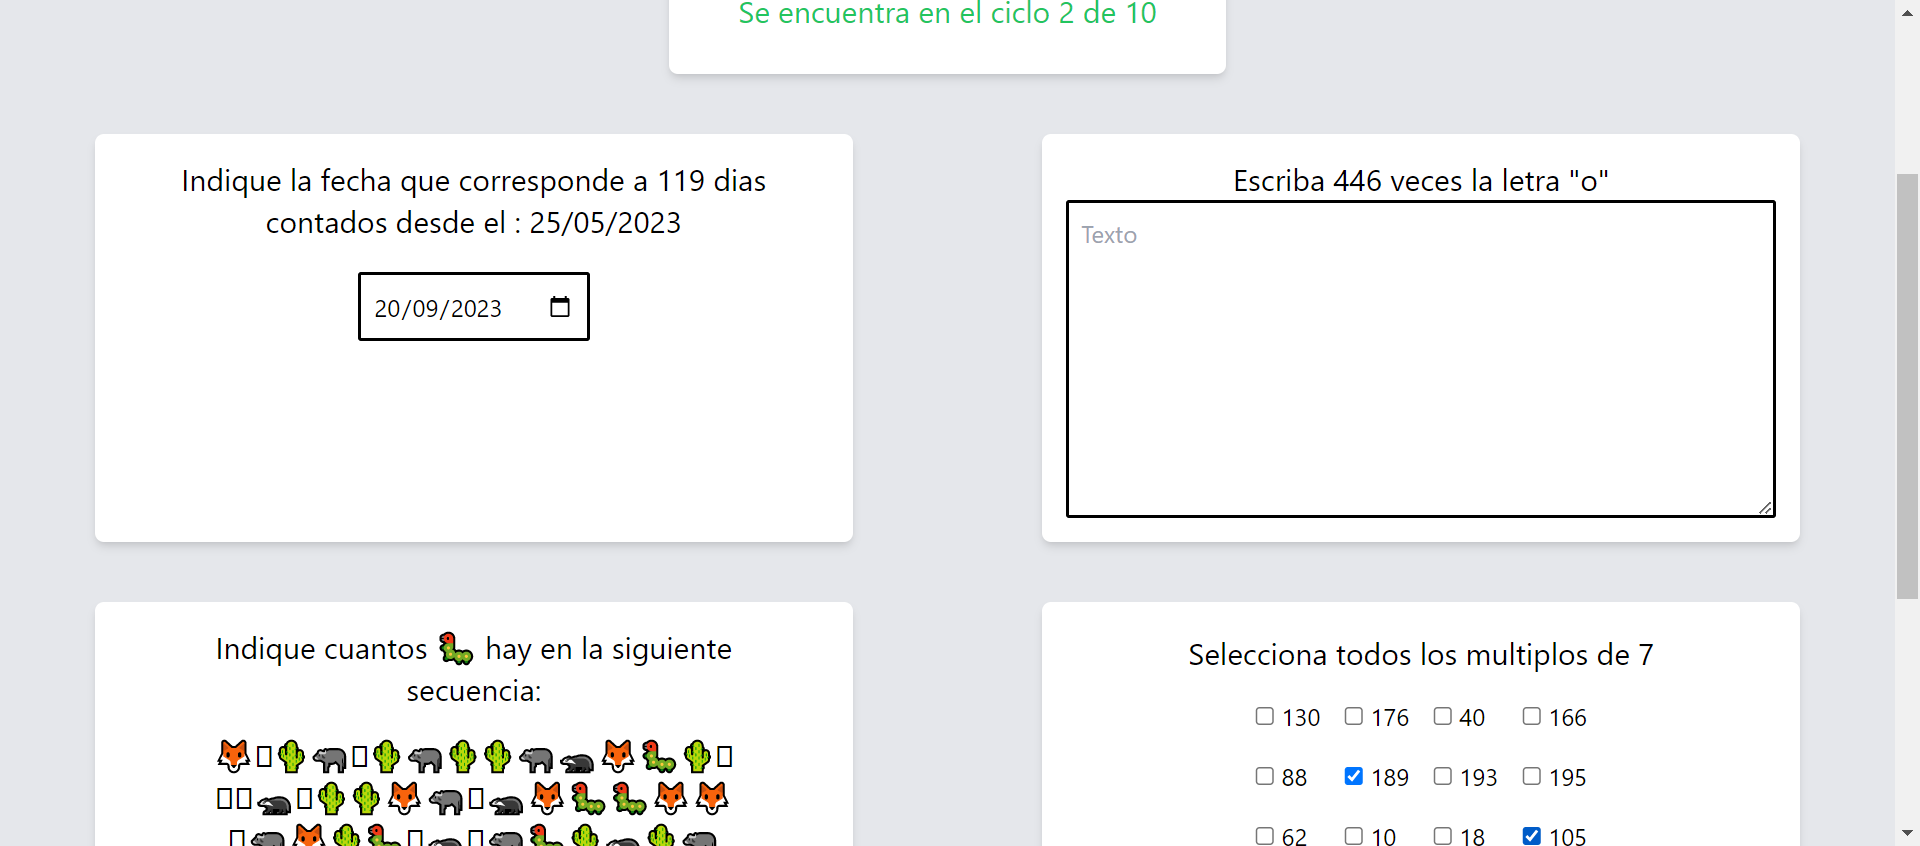 Se encuentra en el ciclo 2 de 10
Indique la fecha que corresponde a 119 dias
contados desde el : 25/05/2023
20/09/2023
Escriba 446 veces la letra "o"
Texto
Indique cuantos 🐛 hay en la siguiente
secuencia:
Selecciona todos los multiplos de 7
130 176 40 166
88 189 193 195
62 10 18 105